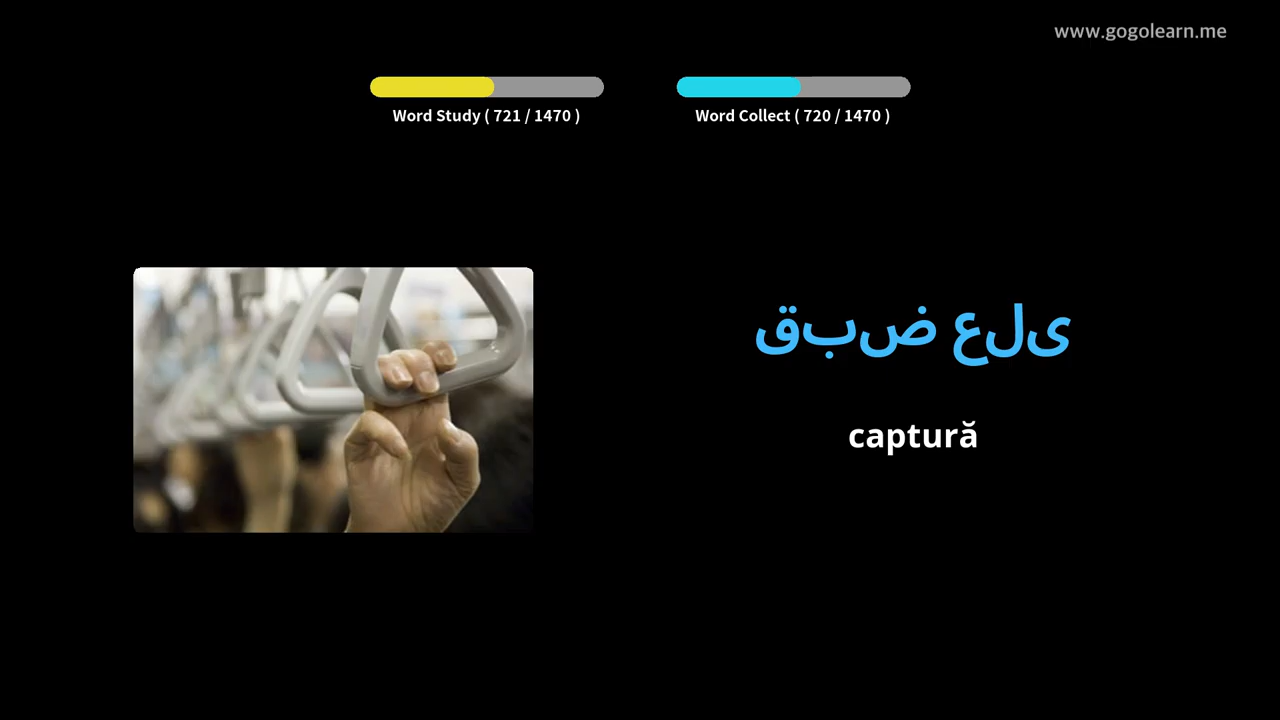 www.gogolearn.me
Word Study ( 721 / 1470 )
Word Collect ( 720 / 1470 )
قبض على
captură